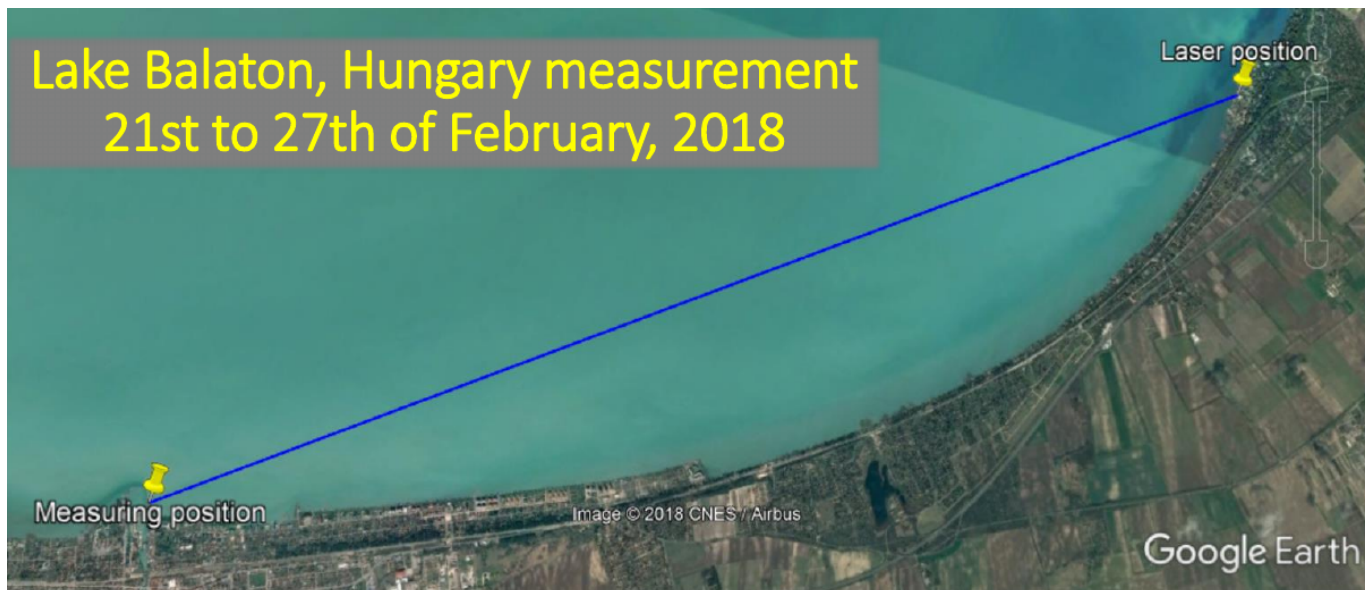 Lake Balaton, Hungary measurement
21st to 27th of February, 2018
Laser position
Measuring position
Image © 2018 CNES / Airbus
Google Earth